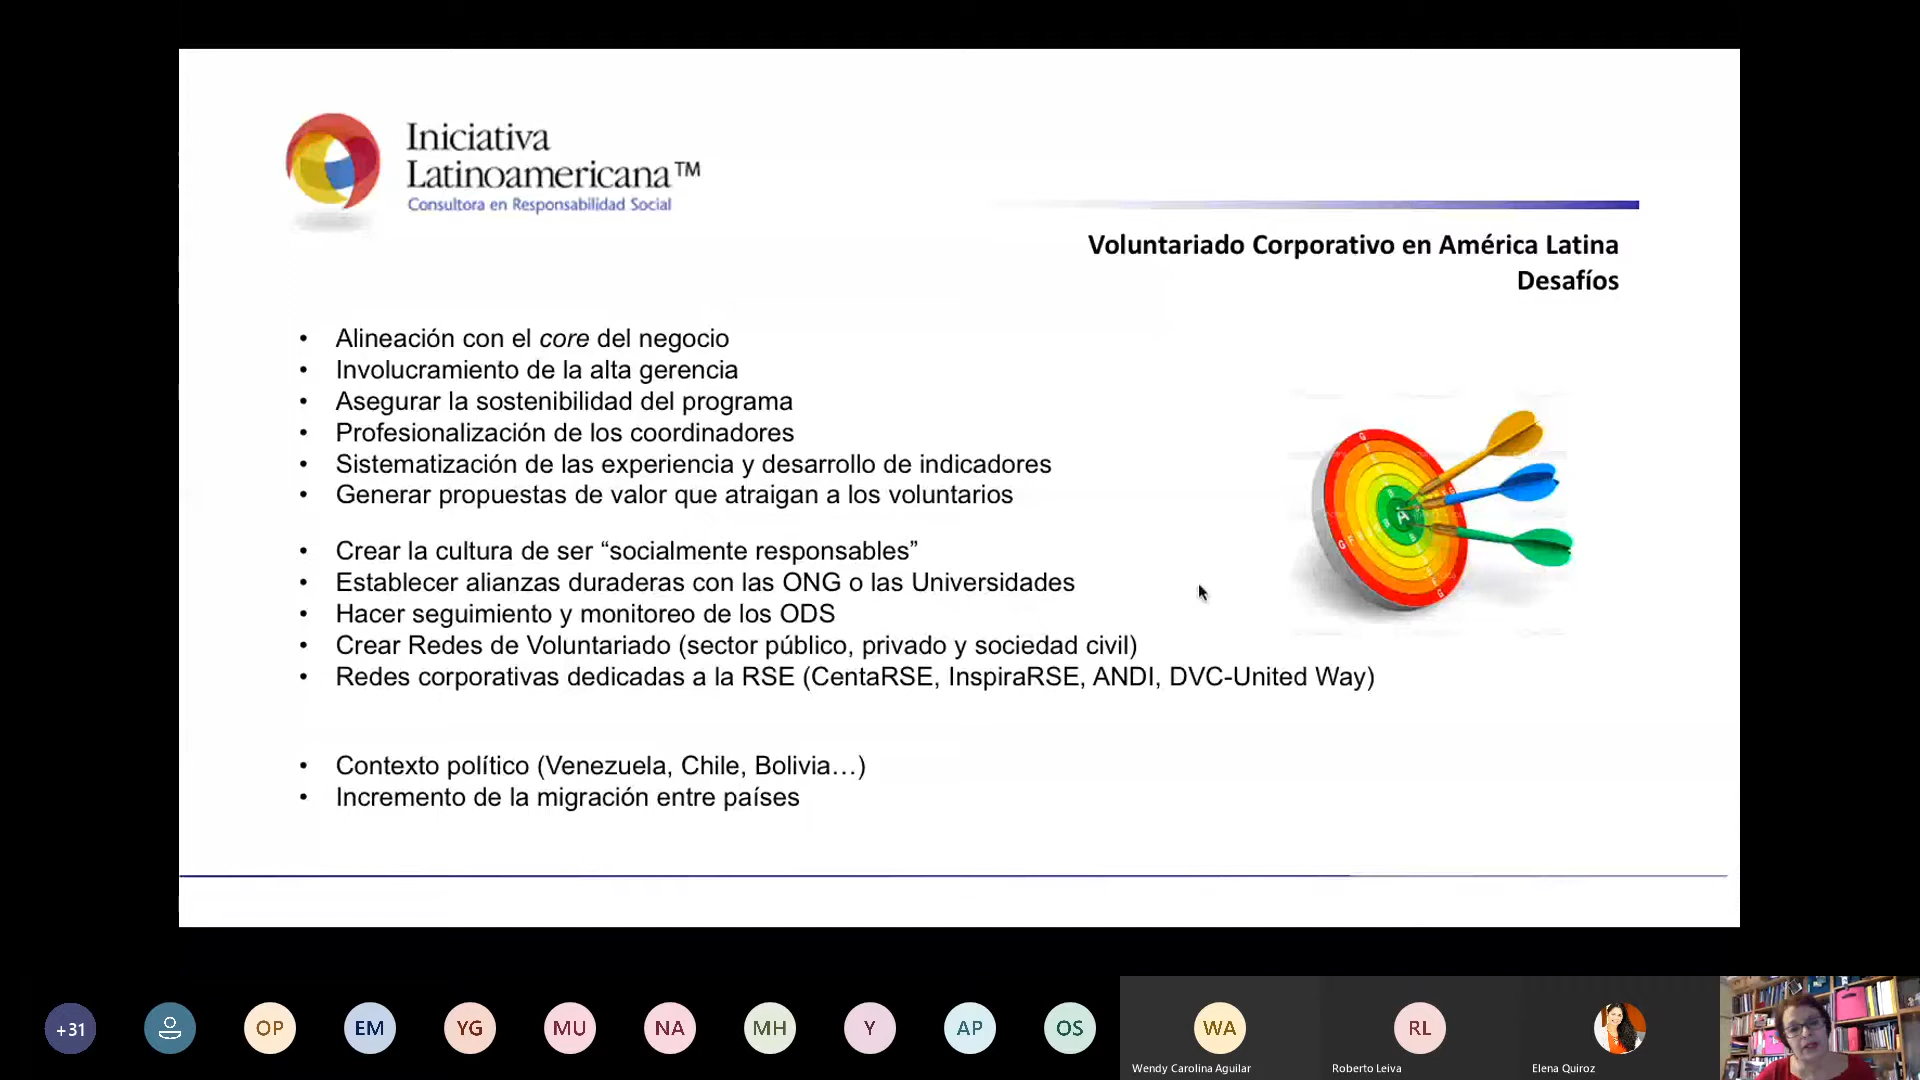 Iniciativa
Latinoamericana™
Consultora en Responsabilidad Social
Voluntariado Corporativo en América Latina
Desafíos
• Alineación con el core del negocio
• Involucramiento de la alta gerencia
• Asegurar la sostenibilidad del programa
• Profesionalización de los coordinadores
• Sistematización de las experiencia y desarrollo de indicadores
• Generar propuestas de valor que atraigan a los voluntarios
• Crear la cultura de ser “socialmente responsables”
• Establecer alianzas duraderas con las ONG o las Universidades
• Hacer seguimiento y monitoreo de los ODS
• Crear Redes de Voluntariado (sector público, privado y sociedad civil)
• Redes corporativas dedicadas a la RSE (CentaRSE, InspiraRSE, ANDI, DVC-United Way)
• Contexto político (Venezuela, Chile, Bolivia…)
• Incremento de la migración entre países
A
+31
OP
EM
YG
MU
NA
MH
Y
AP
OS
WA
RL
Wendy Carolina Aguilar
Roberto Leiva
Elena Quiroz